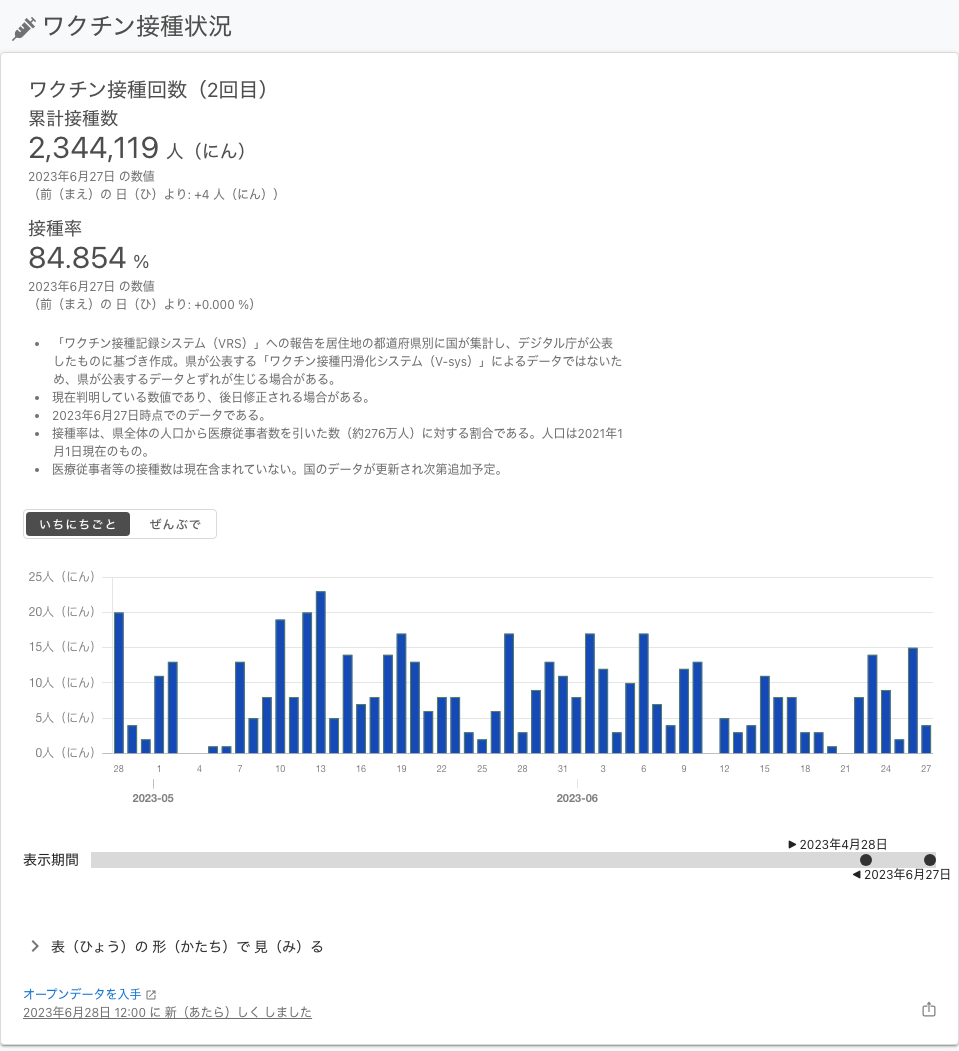 ワクチン接種状況
ワクチン接種回数（2回目）
累計接種数
2,344,119 人（にん）
2023年6月27日 の数値
（前（まえ）の 日（ひ）より: +4 人（にん））
接種率
84.854 %
2023年6月27日 の数値
（前（まえ）の 日（ひ）より: +0.000 %）
• 「ワクチン接種記録システム（VRS）」への報告を居住地の都道府県別に国が集計し、デジタル庁が公表
したものに基づき作成。県が公表する「ワクチン接種円滑化システム（V-sys）」によるデータではないた
め、県が公表するデータとずれが生じる場合がある。
• 現在判明している数値であり、後日修正される場合がある。
• 2023年6月27日時点でのデータである。
• 接種率は、県全体の人口から医療従事者数を引いた数（約276万人）に対する割合である。人口は2021年1
月1日現在のもの。
• 医療従事者等の接種数は現在含まれていない。国のデータが更新され次第追加予定。
いちにちごと ぜんぶで
25人（にん）
20人（にん）
15人（にん）
10人（にん）
5人（にん）
0人（にん）
28 1 4 7 10 13 16 19 22 25 28 31 3 6 9 12 15 18 21 24 27
2023-05 2023-06
2023年4月28日
表示期間
2023年6月27日
表（ひょう）の 形（かたち）で 見（み）る
オープンデータを入手
2023年6月28日 12:00 に 新（あたら）しく しました